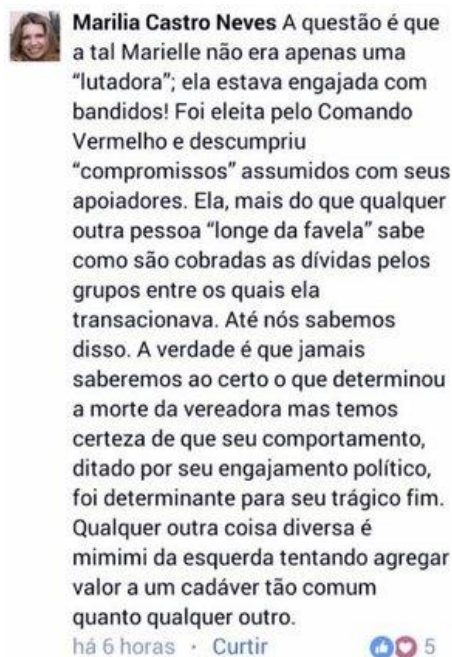 Marilia Castro Neves A questão é que
a tal Marielle não era apenas uma
“lutadora”; ela estava engajada com
bandidos! Foi eleita pelo Comando
Vermelho e descumpriu
“compromissos” assumidos com seus
apoiadores. Ela, mais do que qualquer
outra pessoa “longe da favela” sabe
como são cobradas as dívidas pelos
grupos entre os quais ela
transacionava. Até nós sabemos
disso. A verdade é que jamais
saberemos ao certo o que determinou
a morte da vereadora mas temos
certeza de que seu comportamento,
ditado por seu engajamento político,
foi determinante para seu trágico fim.
Qualquer outra coisa diversa é
mimimi da esquerda tentando agregar
valor a um cadáver tão comum
quanto qualquer outro.
há 6 horas · Curtir 5